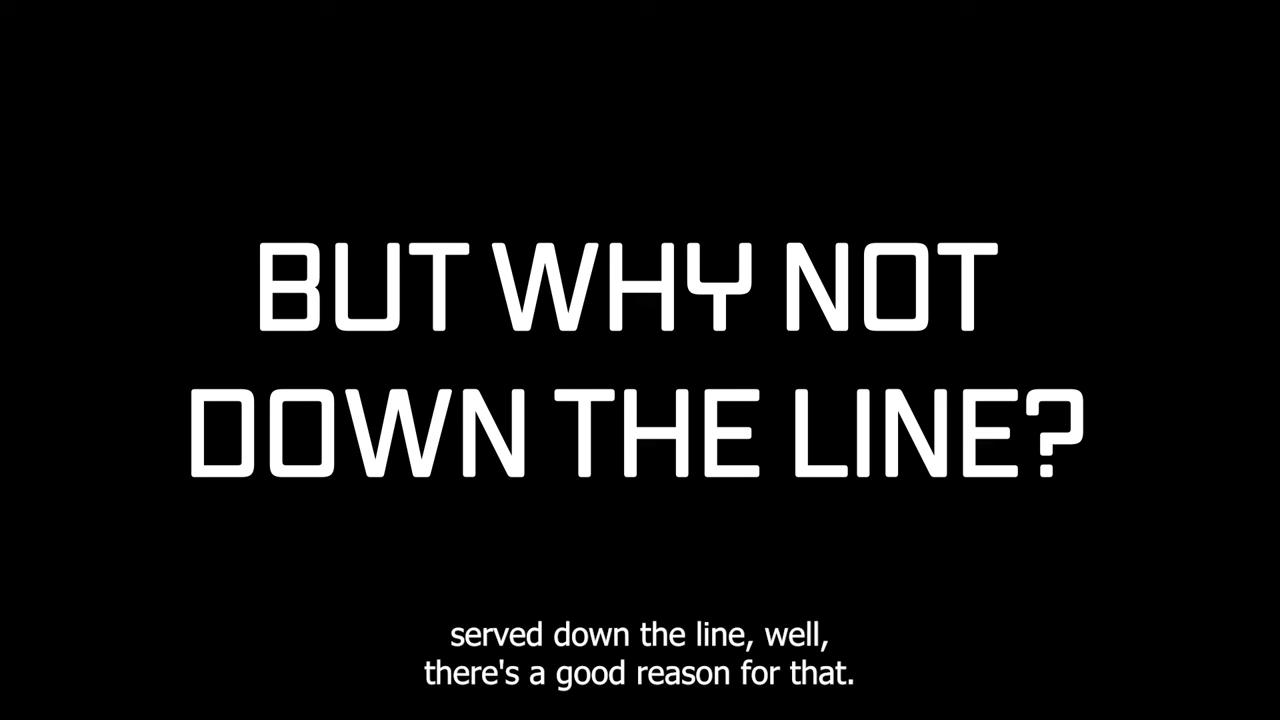 BUT WHY NOT
DOWN THE LINE?
served down the line, well,
there's a good reason for that.